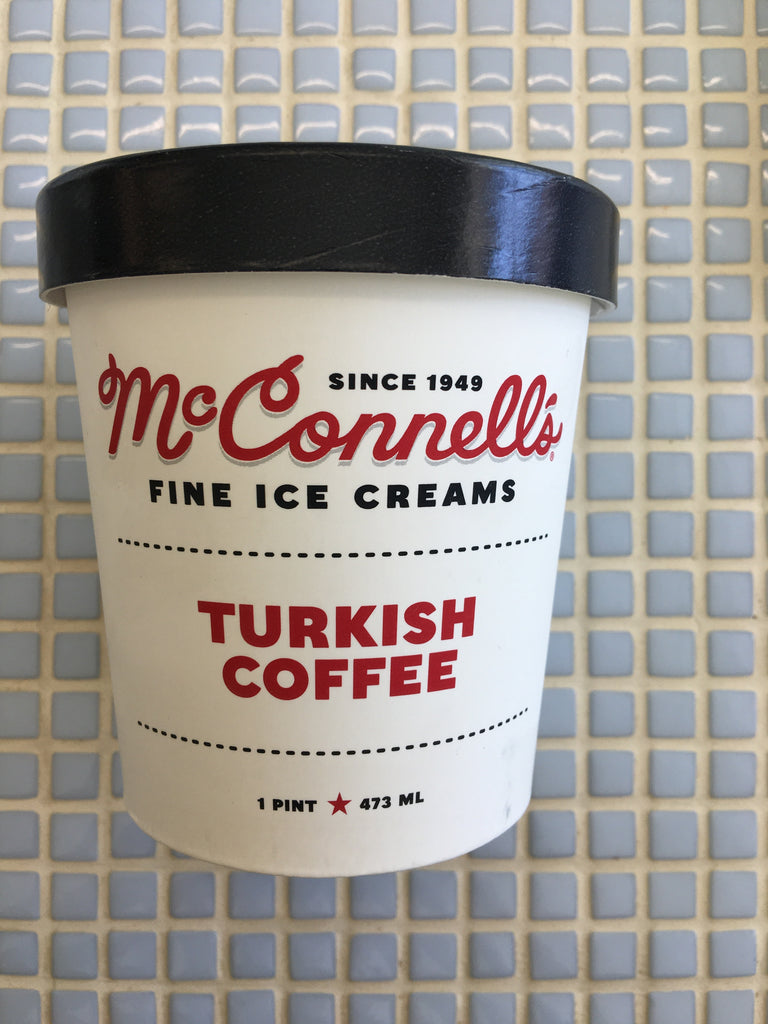 SINCE 1949
McConnell's®
FINE ICE CREAMS
TURKISH
COFFEE
1 PINT ★ 473 ML